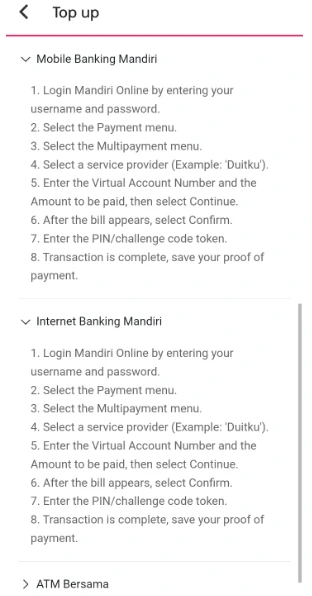 Top up
Mobile Banking Mandiri
1. Login Mandiri Online by entering your
username and password.
2. Select the Payment menu.
3. Select the Multipayment menu.
4. Select a service provider (Example: 'Duitku').
5. Enter the Virtual Account Number and the
Amount to be paid, then select Continue.
6. After the bill appears, select Confirm.
7. Enter the PIN/challenge code token.
8. Transaction is complete, save your proof of
payment.
Internet Banking Mandiri
1. Login Mandiri Online by entering your
username and password.
2. Select the Payment menu.
3. Select the Multipayment menu.
4. Select a service provider (Example: 'Duitku').
5. Enter the Virtual Account Number and the
Amount to be paid, then select Continue.
6. After the bill appears, select Confirm.
7. Enter the PIN/challenge code token.
8. Transaction is complete, save your proof of
payment.
ATM Bersama